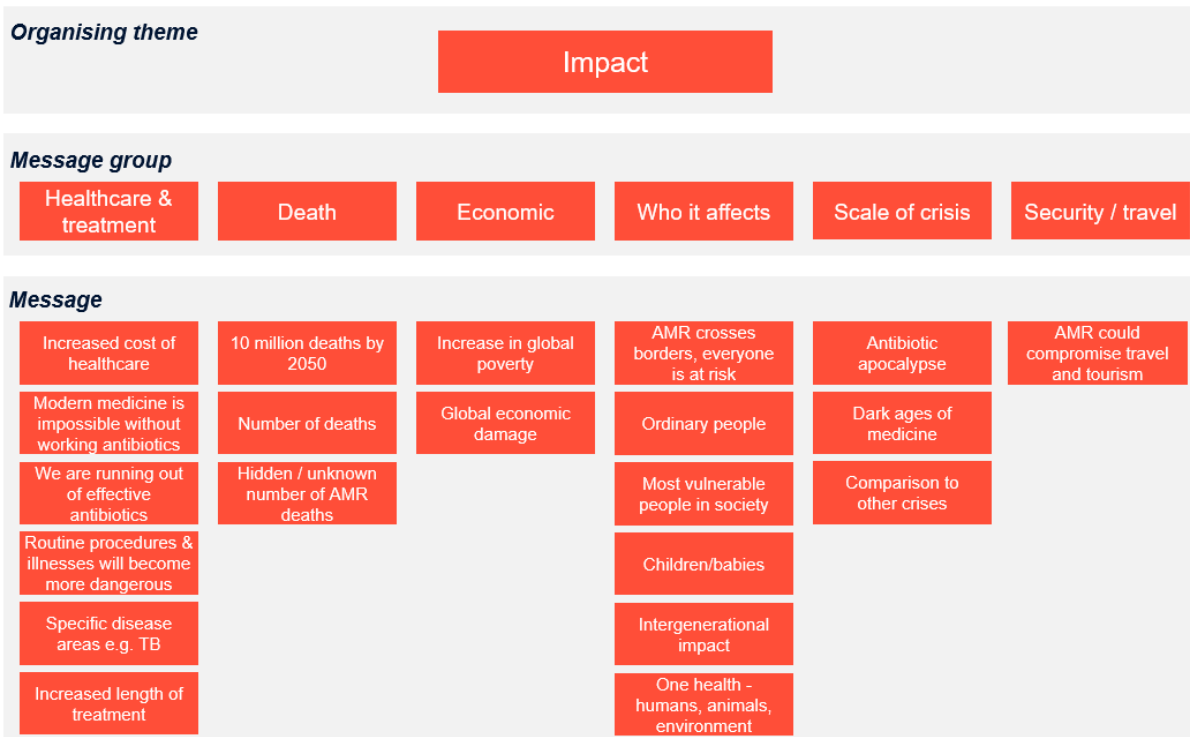 Organising theme
Impact
Message group
Healthcare &
treatment
Death
Economic
Who it affects
Scale of crisis
Security / travel
Message
Increased cost of
healthcare
Modern medicine is
impossible without
working antibiotics
We are running out
of effective
antibiotics
Routine procedures &
illnesses will become
more dangerous
Specific disease
areas e.g. TB
Increased length of
treatment
10 million deaths by
2050
Number of deaths
Hidden / unknown
number of AMR
deaths
Increase in global
poverty
Global economic
damage
AMR crosses
borders, everyone
is at risk
Ordinary people
Most vulnerable
people in society
Children/babies
Intergenerational
impact
One health -
humans, animals,
environment
Antibiotic
apocalypse
Dark ages of
medicine
Comparison to
other crises
AMR could
compromise travel
and tourism